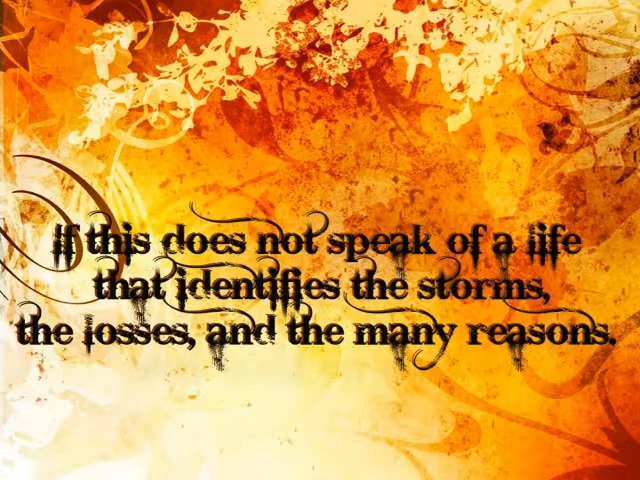 If this does not speak of a life
that identifies the storms,
the losses, and the many reasons.